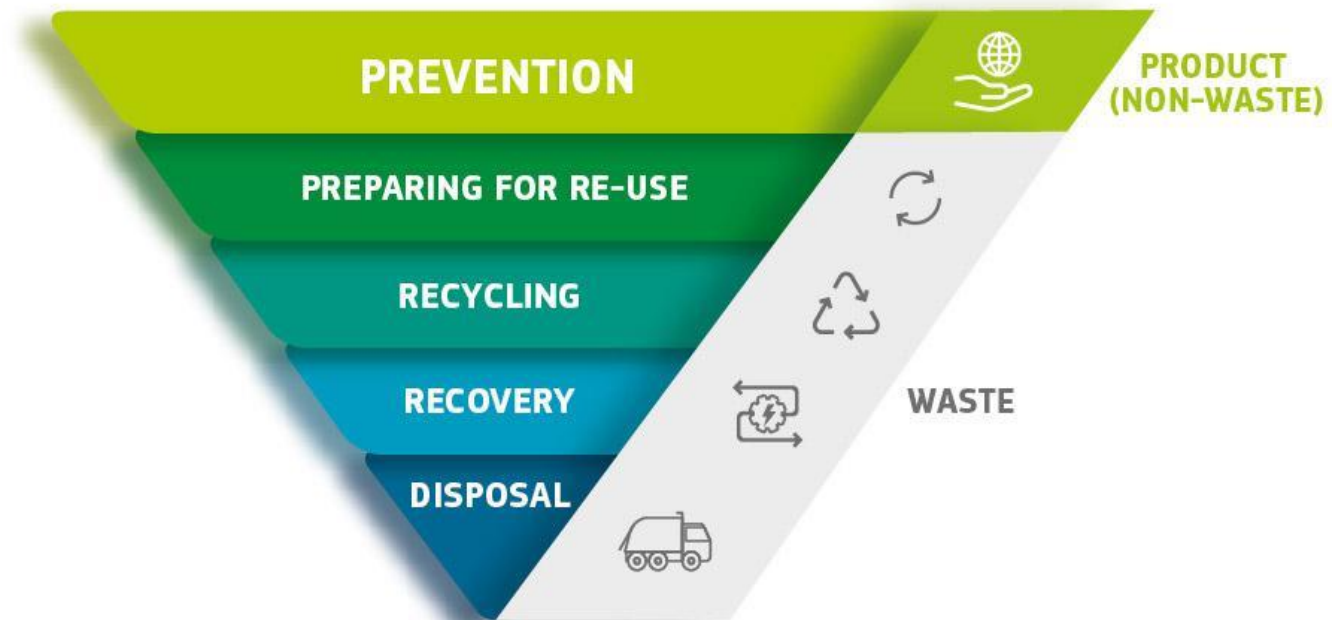 PREVENTION
PRODUCT
(NON-WASTE)
PREPARING FOR RE-USE
RECYCLING
RECOVERY
WASTE
DISPOSAL